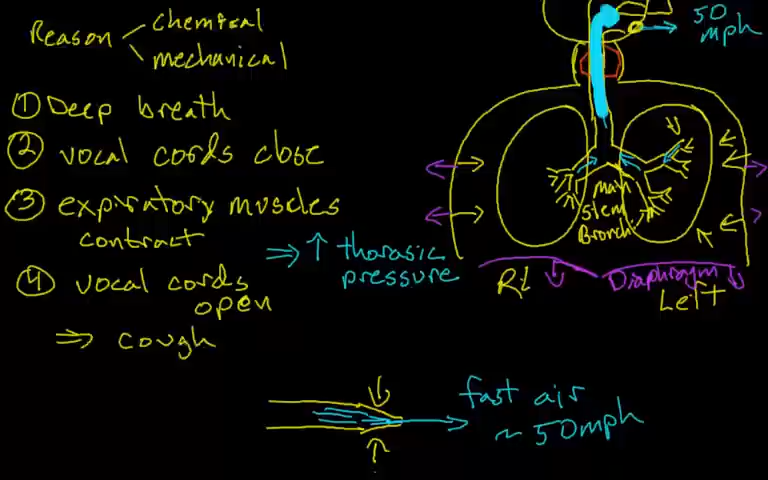 Reason
chemical
mechanical
① Deep breath
② vocal cords close
③ expiratory muscles
contract
⇒ ↑ thorasic
pressure
④ vocal cords
open
⇒ cough
50
mph
main
stem
Bronchi
Rt
Diaphragm
Left
fast air
~ 50mph